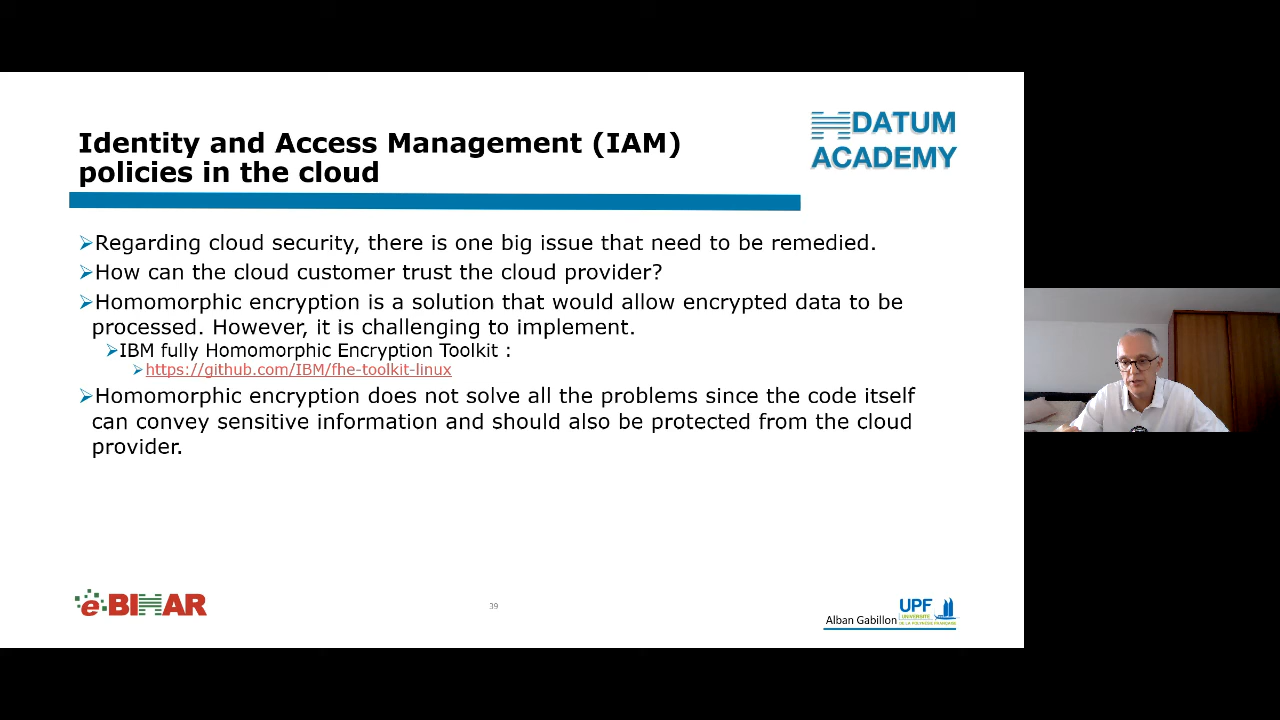 Identity and Access Management (IAM)
policies in the cloud
DATUM
ACADEMY
➢Regarding cloud security, there is one big issue that need to be remedied.
➢How can the cloud customer trust the cloud provider?
➢Homomorphic encryption is a solution that would allow encrypted data to be
processed. However, it is challenging to implement.
➢IBM fully Homomorphic Encryption Toolkit :
➢https://github.com/IBM/fhe-toolkit-linux
➢Homomorphic encryption does not solve all the problems since the code itself
can convey sensitive information and should also be protected from the cloud
provider.
e-BIHAR
39
Alban Gabillon
UPF
UNIVERSITÉ
DE LA POLYNÉSIE FRANÇAISE